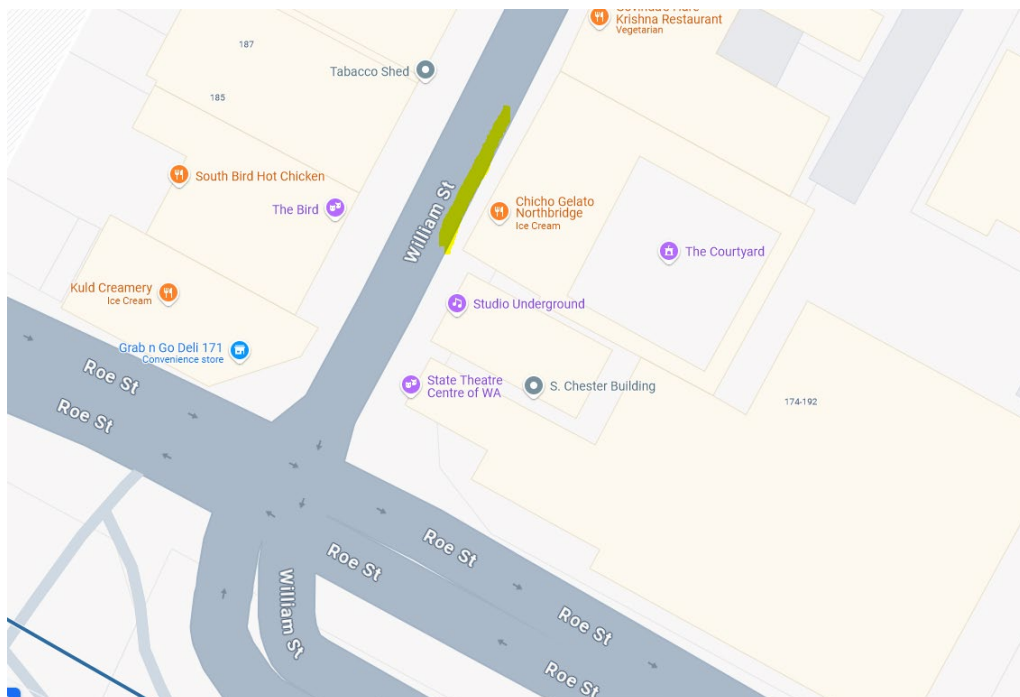 Krishna Restaurant
Vegetarian
187
Tabacco Shed
185
South Bird Hot Chicken
The Bird
William St
Chicho Gelato
Northbridge
Ice Cream
The Courtyard
Kuld Creamery
Ice Cream
Studio Underground
Grab n Go Deli 171
Convenience store
Roe St
Roe St
State Theatre
Centre of WA
S. Chester Building
174-192
Roe St
Roe St
William St
Roe St
Roe St